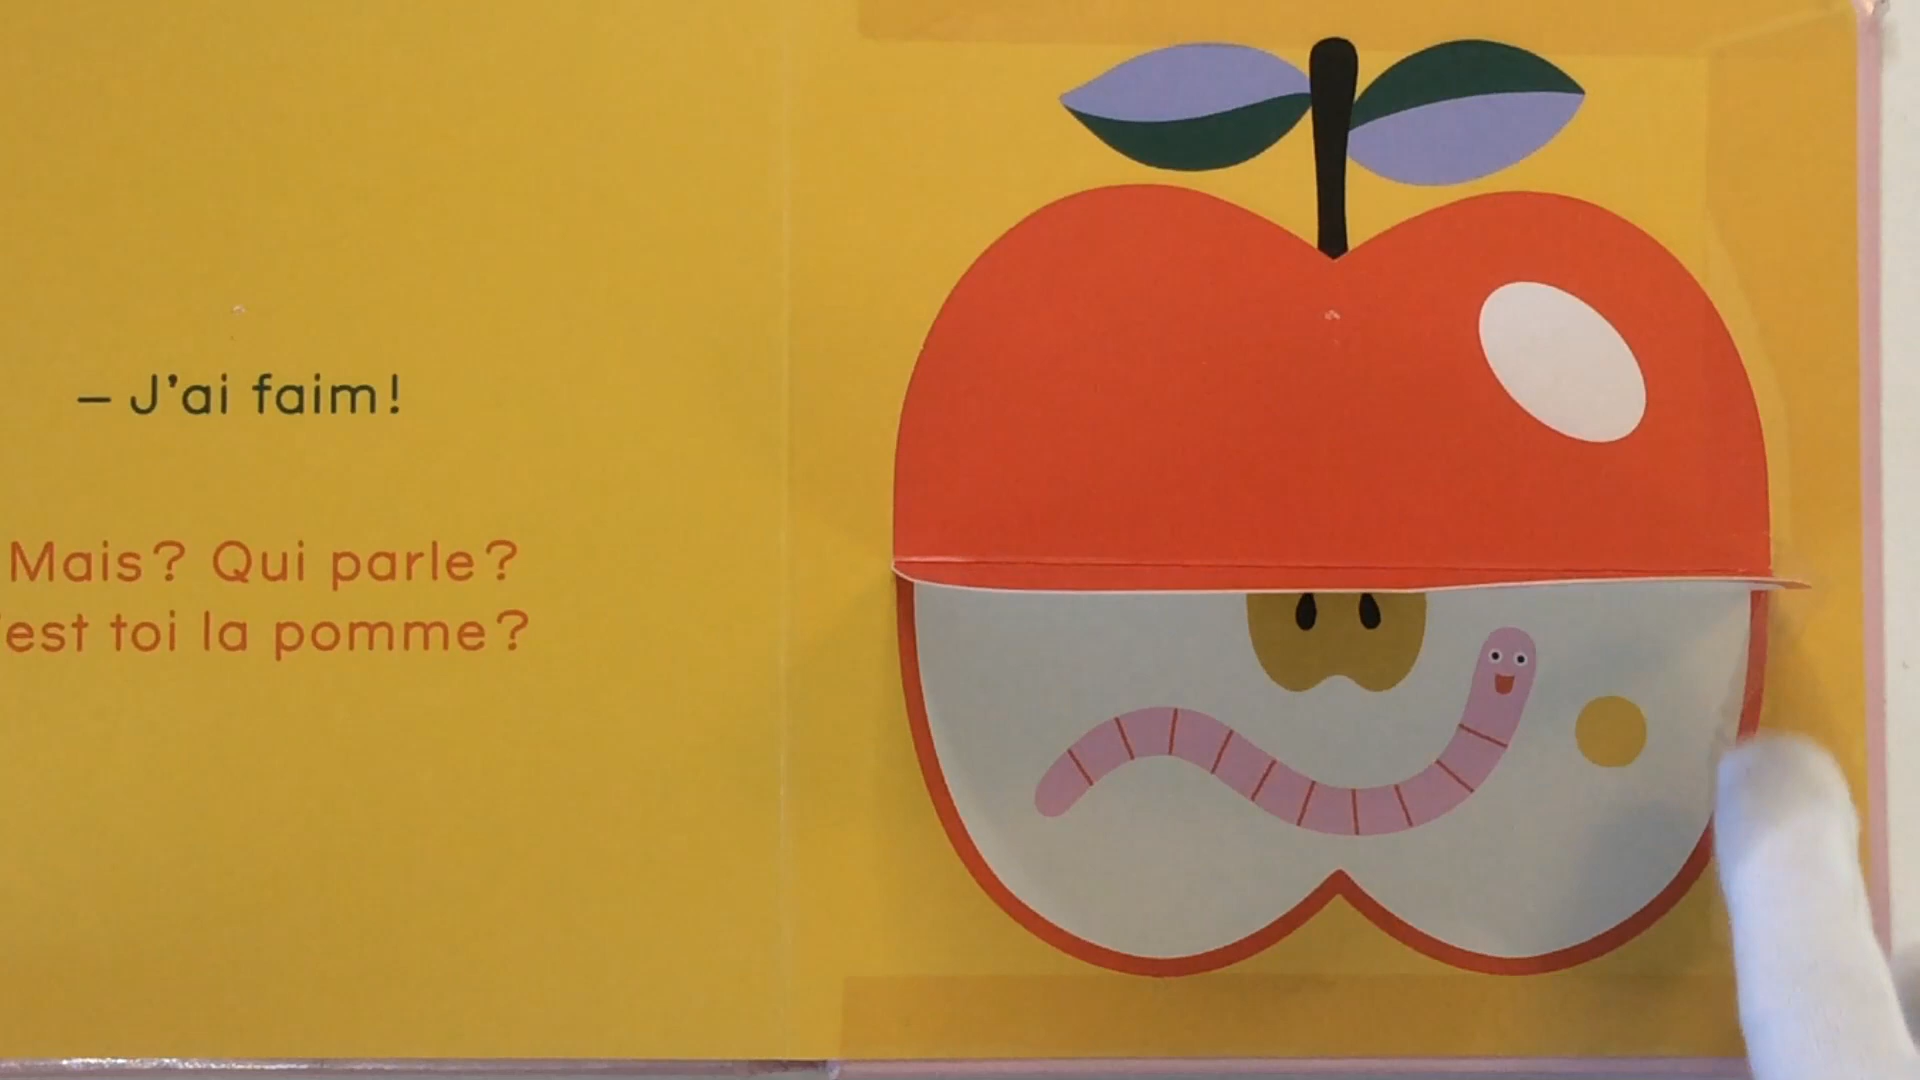 – J’ai faim!
Mais? Qui parle?
'est toi la pomme?